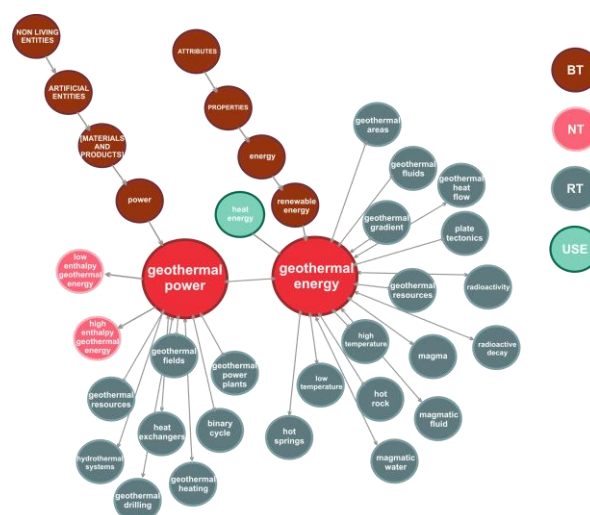 NON LIVING
ENTITIES
ARTIFICIAL
ENTITIES
[MATERIALS
AND
PRODUCTS]
power
ATTRIBUTES
PROPERTIES
energy
renewable
energy
heat
energy
geothermal
power
geothermal
energy
low
enthalpy
geothermal
energy
high
enthalpy
geothermal
energy
geothermal
fields
geothermal
power
plants
geothermal
resources
heat
exchangers
binary
cycle
hydrothermal
systems
geothermal
drilling
geothermal
heating
geothermal
areas
geothermal
fluids
geothermal
heat
flow
geothermal
gradient
plate
tectonics
geothermal
resources
radioactivity
high
temperature
magma
radioactive
decay
low
temperature
hot
rock
magmatic
fluid
hot
springs
magmatic
water
BT
NT
RT
USE